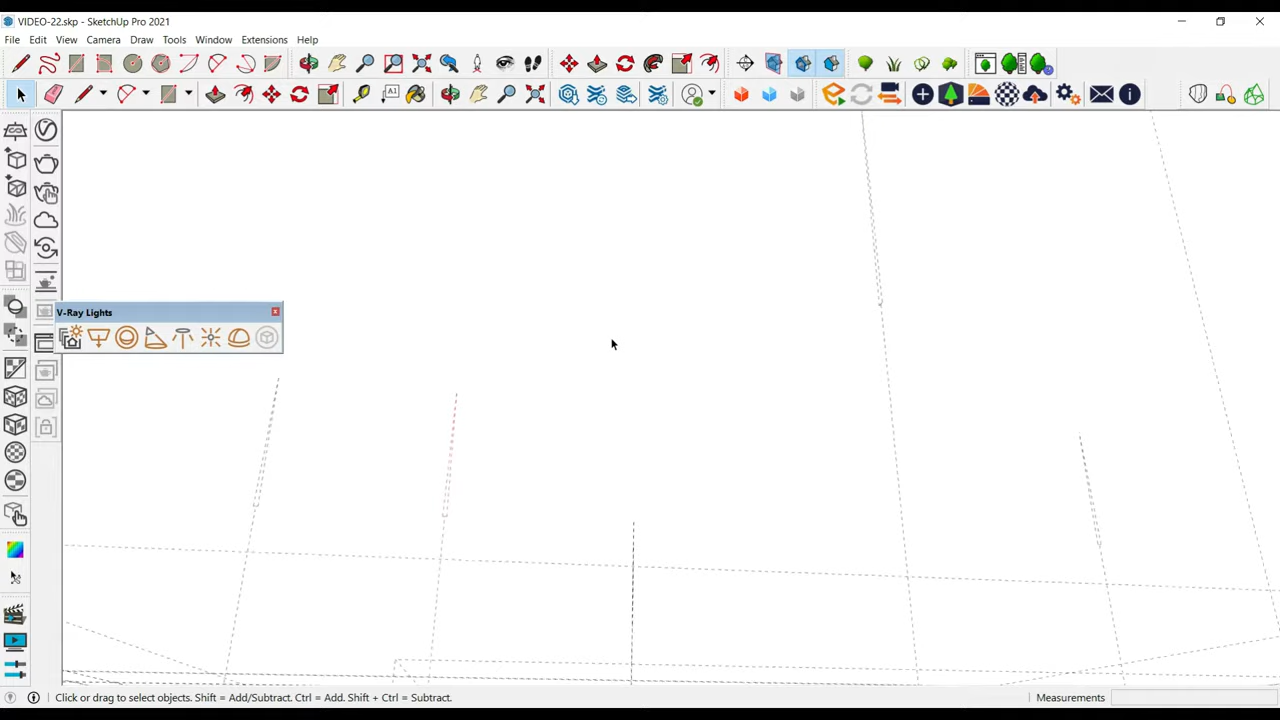 VIDEO-22.skp - SketchUp Pro 2021
File Edit View Camera Draw Tools Window Extensions Help
A1
V-Ray Lights
Click or drag to select objects. Shift = Add/Subtract. Ctrl = Add. Shift + Ctrl = Subtract.
Measurements